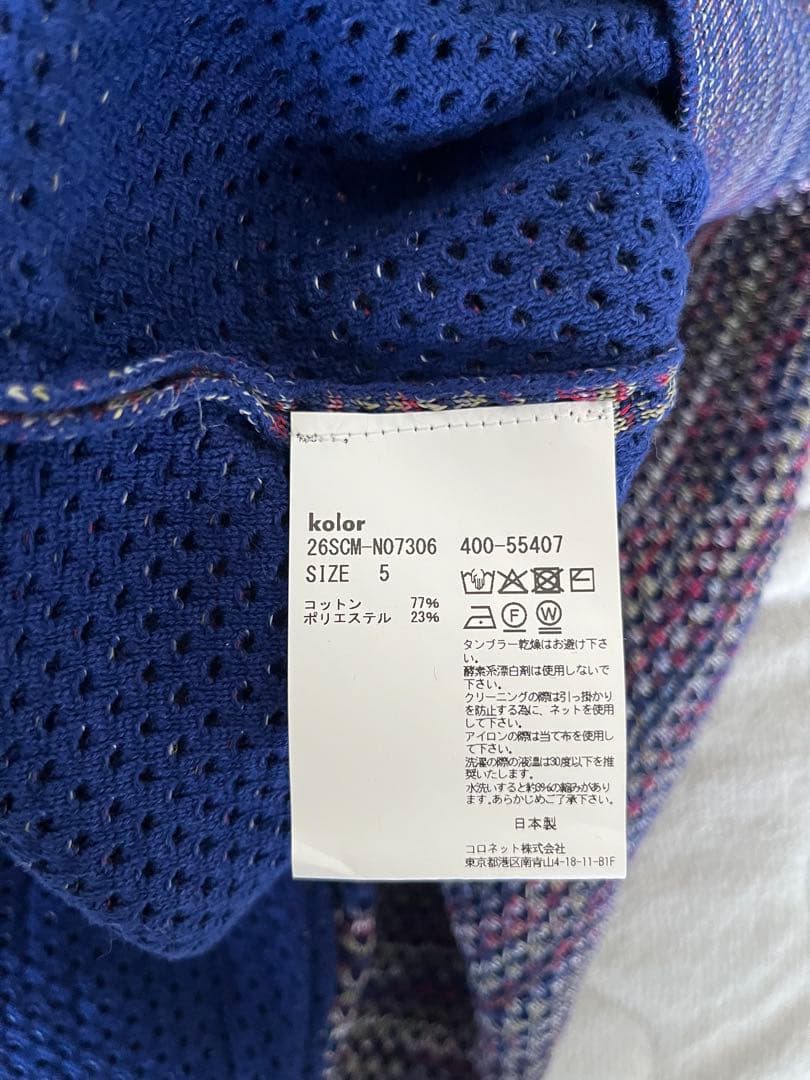 kolor
26SCM-N07306 400-55407
SIZE 5
コットン 77%
ポリエステル 23%
F W
タンブラー乾燥はお避け下さ
い。
酵素系漂白剤は使用しないで
下さい。
クリーニングの際は引っ掛かり
を防止する為に、ネットを使用
して下さい。
アイロンの際は当て布を使用し
て下さい。
洗濯の際の液温は30度以下を推
奨いたします。
水洗いすると約3%の縮みがあり
ます。あらかじめご了承下さい。
日本製
コロネット株式会社
東京都港区南青山4-18-11-B1F